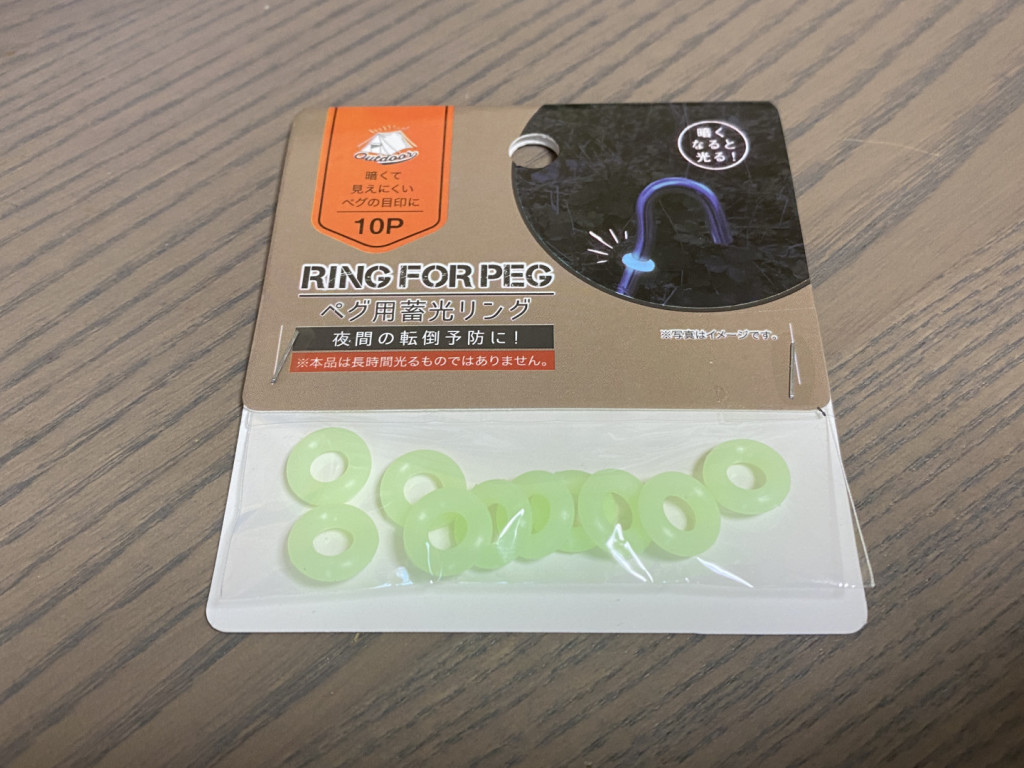 Outdoor
暗くて
見えにくい
ペグの目印に
10P
暗く
なると
光る!
RING FOR PEG
ペグ用蓄光リング
夜間の転倒予防に!
※本品は長時間光るものではありません。
※写真はイメージです。